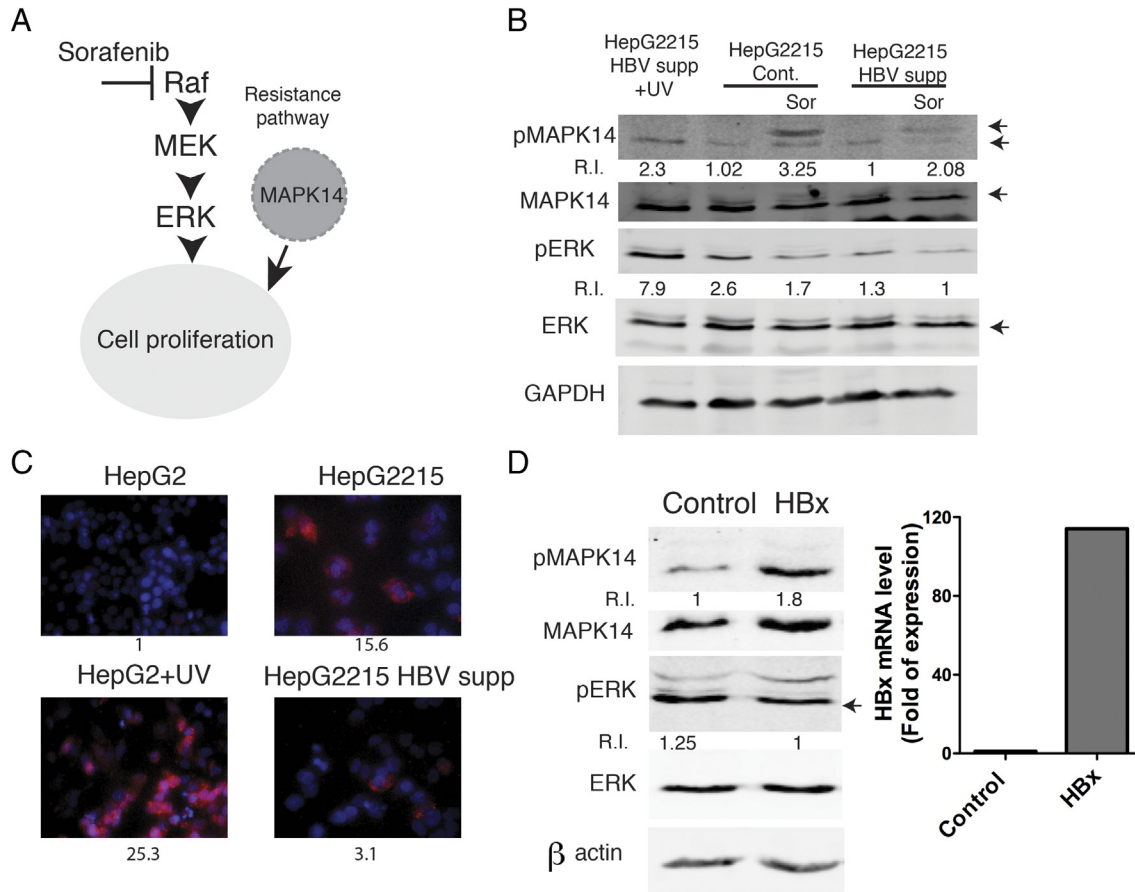 A
Sorafenib
Raf
MEK
ERK
Resistance
pathway
MAPK14
Cell proliferation
B
HepG2215
HBV supp
+UV
HepG2215
Cont.
HepG2215
HBV supp
Sor
Sor
pMAPK14
R.I. 2.3 1.02 3.25 1 2.08
MAPK14
pERK
R.I. 7.9 2.6 1.7 1.3 1
ERK
GAPDH
C
HepG2
1
HepG2215
15.6
HepG2+UV
25.3
HepG2215 HBV supp
3.1
D
Control HBx
pMAPK14
R.I. 1 1.8
MAPK14
pERK
R.I. 1.25 1
ERK
β actin
HBx mRNA level
(Fold of expression)
120
80
40
0
Control
HBx